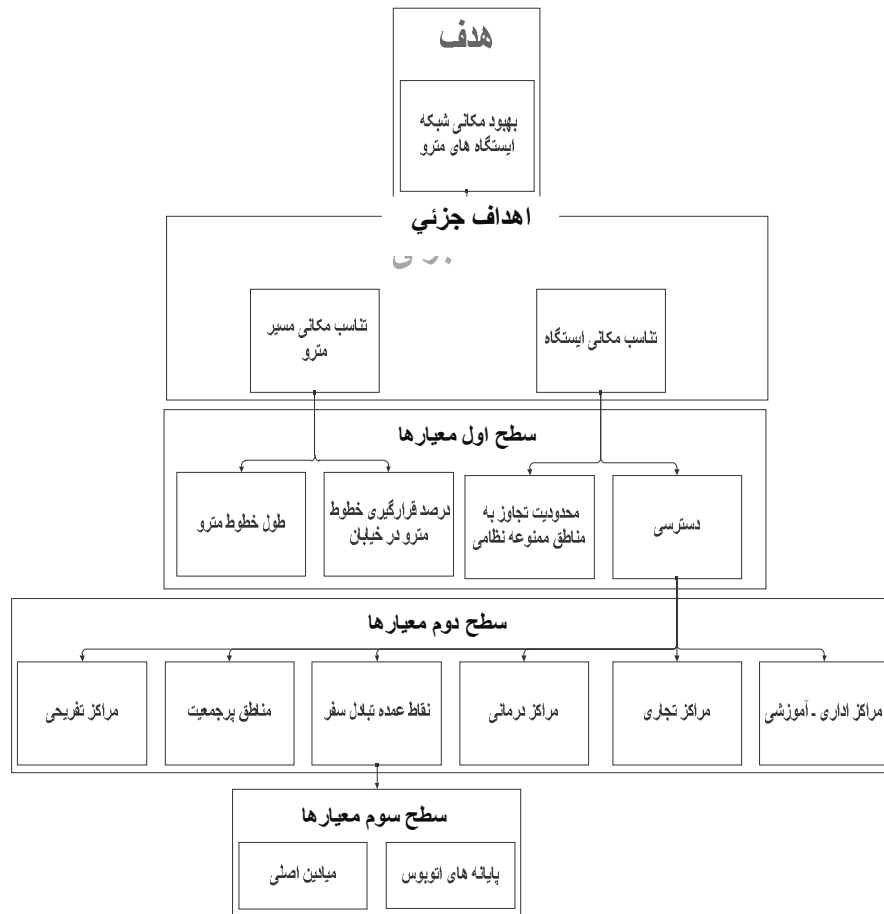 هدف
بهبود مکانی شبکه
ایستگاه های مترو
اهداف جزئي
تناسب مکانی ایستگاه
تناسب مکانی مسیر
مترو
سطح اول معیارها
دسترسی
محدودیت تجاوز به
مناطق ممنوعه نظامی
درصد قرارگیری خطوط
مترو در خیابان
طول خطوط مترو
سطح دوم معیارها
مراکز اداری - آموزشی
مراکز تجاری
مراکز درمانی
نقاط عمده تبادل سفر
مناطق پرجمعیت
مراکز تفریحی
سطح سوم معیارها
پایانه های اتوبوس
میادین اصلی